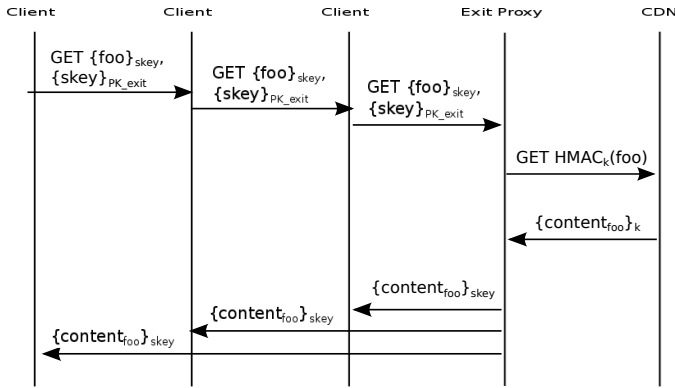 Client Client Client Exit Proxy CDN
GET {foo}skey,
{skey}PK_exit
GET {foo}skey,
{skey}PK_exit
GET {foo}skey,
{skey}PK_exit
GET HMACk(foo)
{contentfoo}k
{contentfoo}skey
{contentfoo}skey
{contentfoo}skey